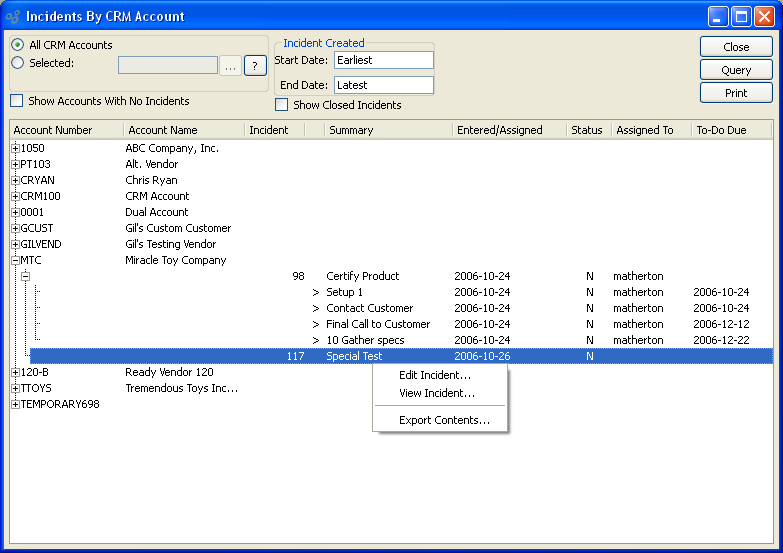 Incidents By CRM Account
All CRM Accounts
Selected:
...
?
Show Accounts With No Incidents
Incident Created
Start Date: Earliest
End Date: Latest
Show Closed Incidents
Close
Query
Print
Account Number Account Name Incident Summary Entered/Assigned Status Assigned To To-Do Due
1050 ABC Company, Inc.
PT103 Alt. Vendor
CRYAN Chris Ryan
CRM100 CRM Account
0001 Dual Account
GCUST Gil's Custom Customer
GILVEND Gil's Testing Vendor
MTC Miracle Toy Company
98 Certify Product 2006-10-24 N matherton
> Setup 1 2006-10-24 N matherton 2006-10-24
> Contact Customer 2006-10-24 N matherton 2006-10-24
> Final Call to Customer 2006-10-24 N matherton 2006-12-12
> 10 Gather specs 2006-10-24 N matherton 2006-12-22
117 Special Test 2006-10-26 N
120-B Ready Vendor 120
TTOYS Tremendous Toys Inc...
TEMPORARY698
Edit Incident...
View Incident...
Export Contents...